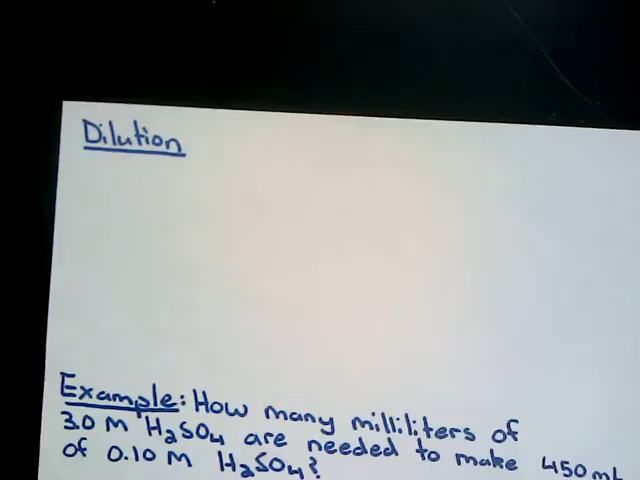 Dilution
Example: How many milliliters of
3.0 M H₂SO₄ are needed to make 450 mL
of 0.10 M H₂SO₄?